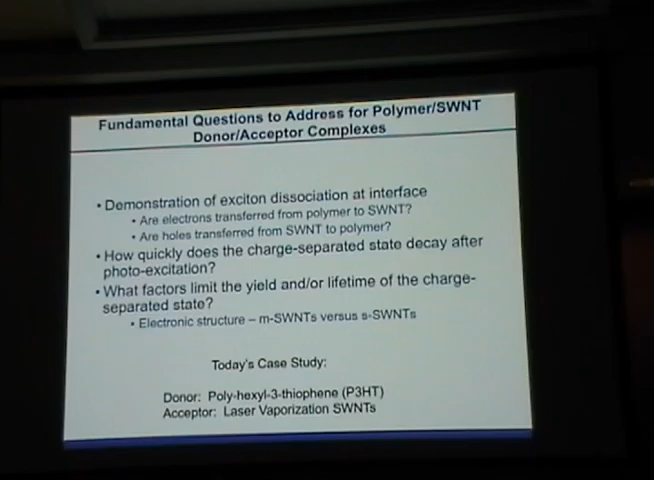 Fundamental Questions to Address for Polymer/SWNT
Donor/Acceptor Complexes
• Demonstration of exciton dissociation at interface
• Are electrons transferred from polymer to SWNT?
• Are holes transferred from SWNT to polymer?
• How quickly does the charge-separated state decay after
photo-excitation?
• What factors limit the yield and/or lifetime of the charge-
separated state?
• Electronic structure – m-SWNTs versus s-SWNTs
Today's Case Study:
Donor: Poly-hexyl-3-thiophene (P3HT)
Acceptor: Laser Vaporization SWNTs